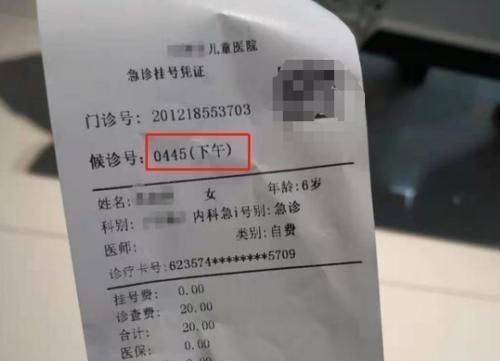 儿童医院
急诊挂号凭证
门诊号: 201218553703
候诊号: 0445(下午)
姓名: 女 年龄: 6岁
科别: 内科急i号别: 急诊
医师: 类别: 自费
诊疗卡号: 623574********5709
挂号费: 0.00
诊查费: 20.00
合计: 20.00
医保: 0.00